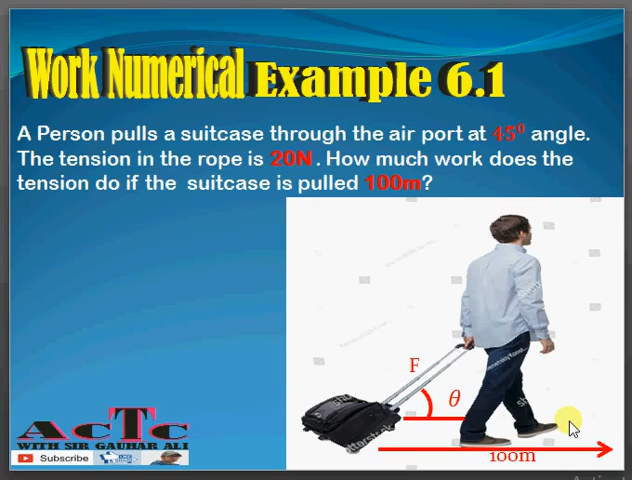 Work Numerical Example 6.1
A Person pulls a suitcase through the air port at 45⁰ angle.
The tension in the rope is 20N . How much work does the
tension do if the suitcase is pulled 100m?
F
θ
100m
ACTC
WITH SIR GAUHAR ALI
Subscribe